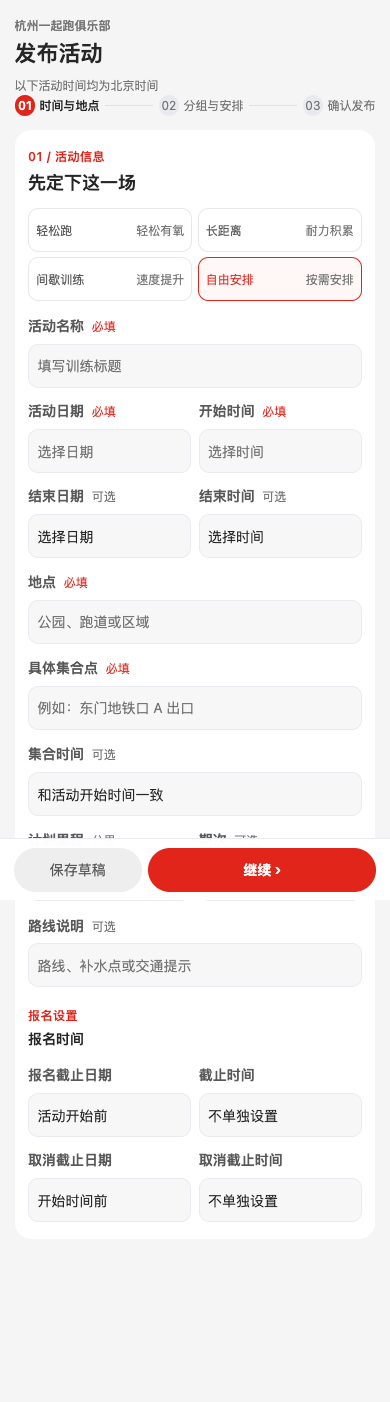 杭州一起跑俱乐部
发布活动
以下活动时间均为北京时间
01 时间与地点 02 分组与安排 03 确认发布
01 / 活动信息
先定下这一场
轻松跑 轻松有氧 长距离 耐力积累
间歇训练 速度提升 自由安排 按需安排
活动名称 必填
填写训练标题
活动日期 必填 开始时间 必填
选择日期 选择时间
结束日期 可选 结束时间 可选
选择日期 选择时间
地点 必填
公园、跑道或区域
具体集合点 必填
例如：东门地铁口 A 出口
集合时间 可选
和活动开始时间一致
保存草稿 继续 ›
路线说明 可选
路线、补水点或交通提示
报名设置
报名时间
报名截止日期 截止时间
活动开始前 不单独设置
取消截止日期 取消截止时间
开始时间前 不单独设置